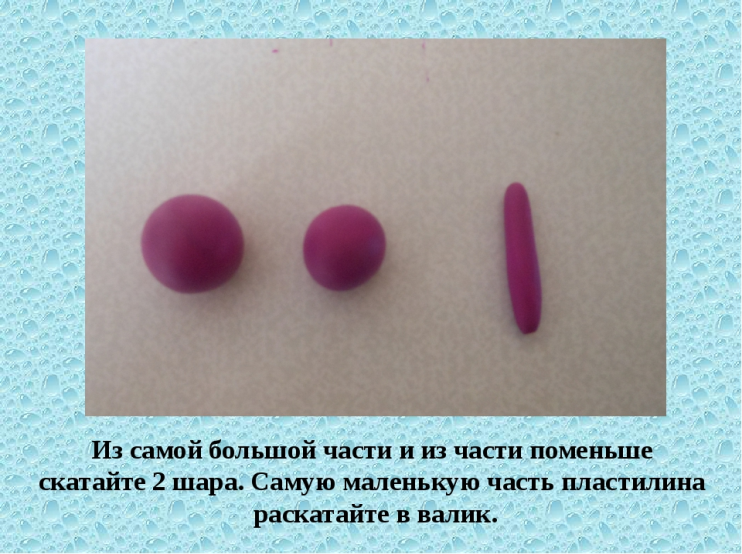 Из самой большой части и из части поменьше
скатайте 2 шара. Самую маленькую часть пластилина
раскатайте в валик.